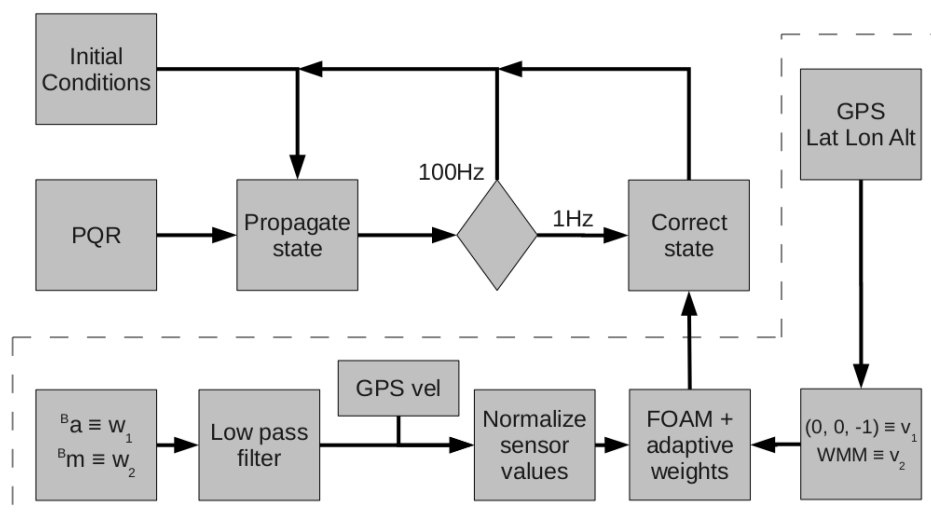 Initial
Conditions
GPS
Lat Lon Alt
100Hz
PQR
Propagate
state
1Hz
Correct
state
ᴮa ≡ w₁
ᴮm ≡ w₂
Low pass
filter
GPS vel
Normalize
sensor
values
FOAM +
adaptive
weights
(0, 0, -1) ≡ v₁
WMM ≡ v₂